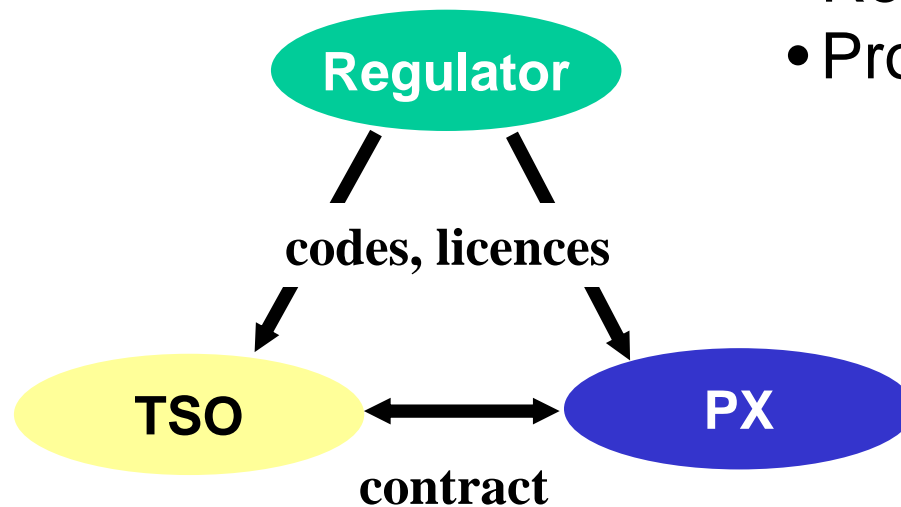 Regulator
codes, licences
TSO
PX
contract